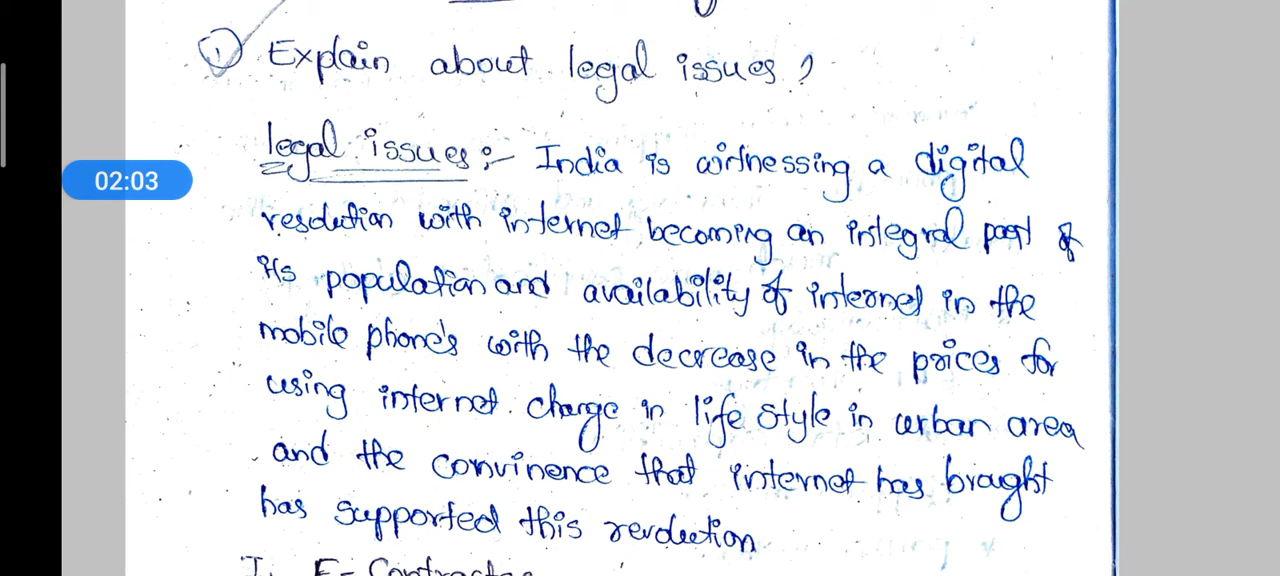 ① Explain about legal issues ?
legal issues :- India is witnessing a digital
resolution with internet becoming an integral part of
its population and availability of internet in the
mobile phone's with the decrease in the prices for
using internet. change in life style in urban area
and the convinence that internet has brought
has supported this revolution
02:03
I. E-Contracting